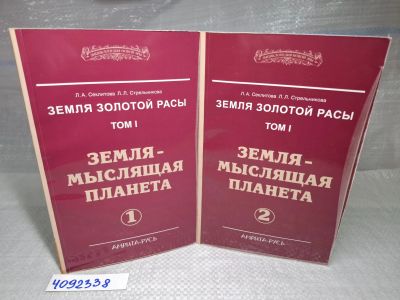 Л.А. Секлитова Л.Л. Стрельникова
ЗЕМЛЯ ЗОЛОТОЙ РАСЫ
ТОМ I
ЗЕМЛЯ -
МЫСЛЯЩАЯ
ПЛАНЕТА
1
АМРИТА-РУСЬ
Л.А. Секлитова Л.Л. Стрельникова
ЗЕМЛЯ ЗОЛОТОЙ РАСЫ
ТОМ I
ЗЕМЛЯ -
МЫСЛЯЩАЯ
ПЛАНЕТА
2
АМРИТА-РУСЬ
4092338